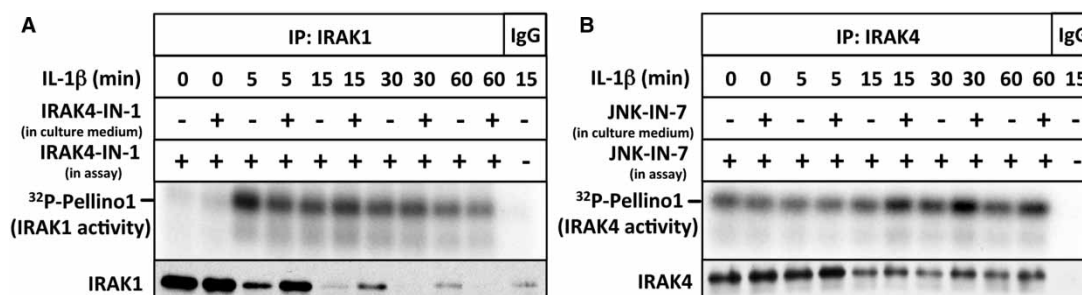 A
IP: IRAK1 IgG
IL-1β (min) 0 0 5 5 15 15 30 30 60 60 15
IRAK4-IN-1 - + - + - + - + - + -
(in culture medium)
IRAK4-IN-1 + + + + + + + + + + -
(in assay)
32P-Pellino1
(IRAK1 activity)
IRAK1
B
IP: IRAK4 IgG
IL-1β (min) 0 0 5 5 15 15 30 30 60 60 15
JNK-IN-7 - + - + - + - + - + -
(in culture medium)
JNK-IN-7 + + + + + + + + + + -
(in assay)
32P-Pellino1
(IRAK4 activity)
IRAK4